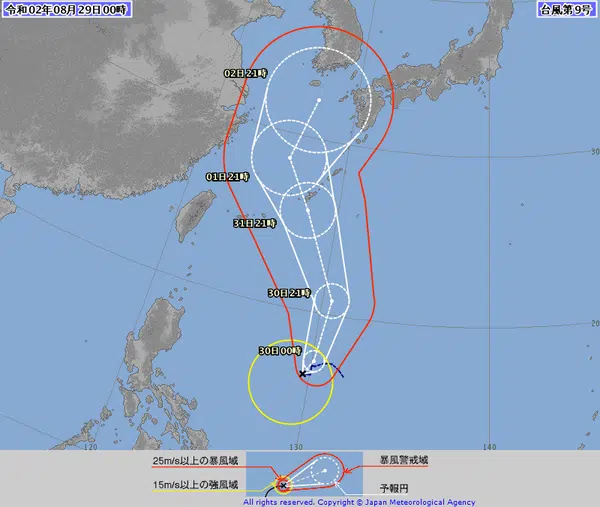 令和02年08月29日00時
台風第9号
02日21時
30
01日21時
31日21時
30日21時
20
30日00時
130
140
25m/s以上の暴風域
暴風警戒域
15m/s以上の強風域
予報円
All rights reserved. Copyright © Japan Meteorological Agency